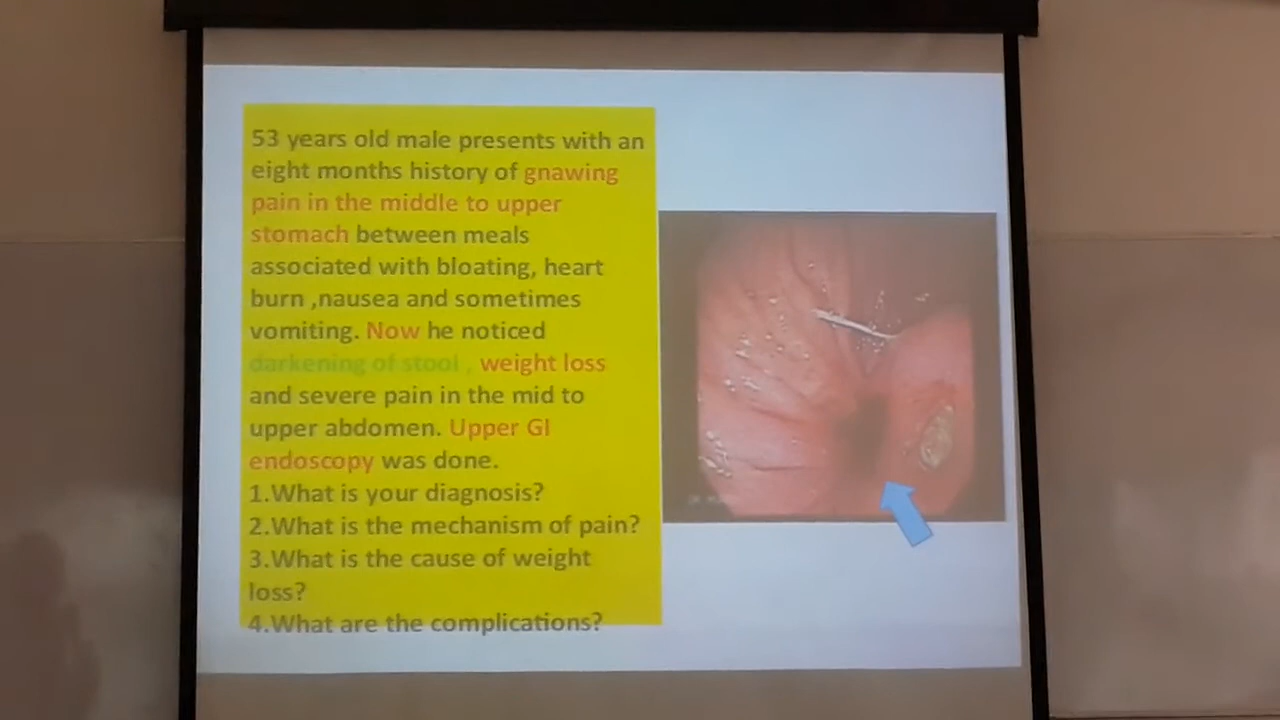 53 years old male presents with an
eight months history of gnawing
pain in the middle to upper
stomach between meals
associated with bloating, heart
burn ,nausea and sometimes
vomiting. Now he noticed
darkening of stool , weight loss
and severe pain in the mid to
upper abdomen. Upper GI
endoscopy was done.
1.What is your diagnosis?
2.What is the mechanism of pain?
3.What is the cause of weight
loss?
4.What are the complications?